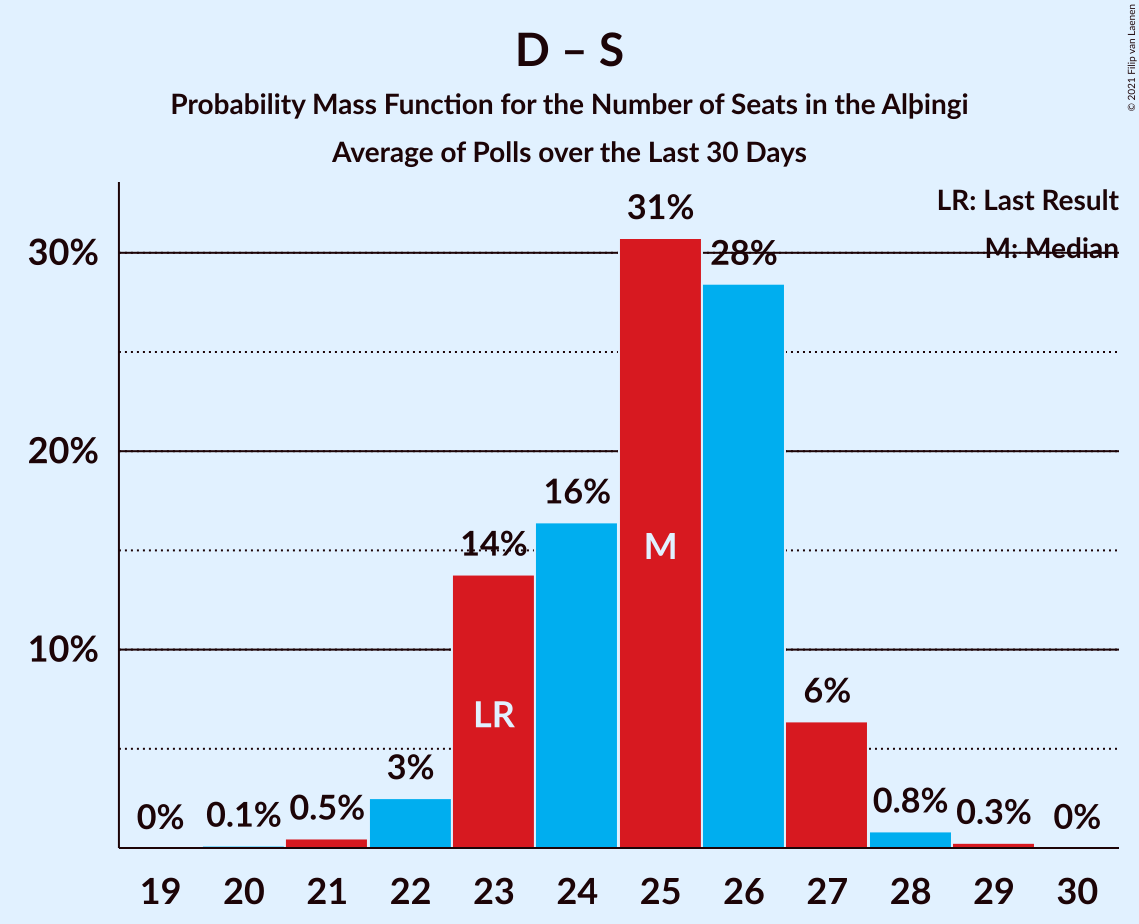 D – S
Probability Mass Function for the Number of Seats in the Alþingi
Average of Polls over the Last 30 Days
© 2021 Filip van Laenen
LR: Last Result
M: Median
30%
20%
10%
0%
0.1%
0.5%
3%
14%
16%
31%
28%
6%
0.8%
0.3%
0%
LR
M
19 20 21 22 23 24 25 26 27 28 29 30